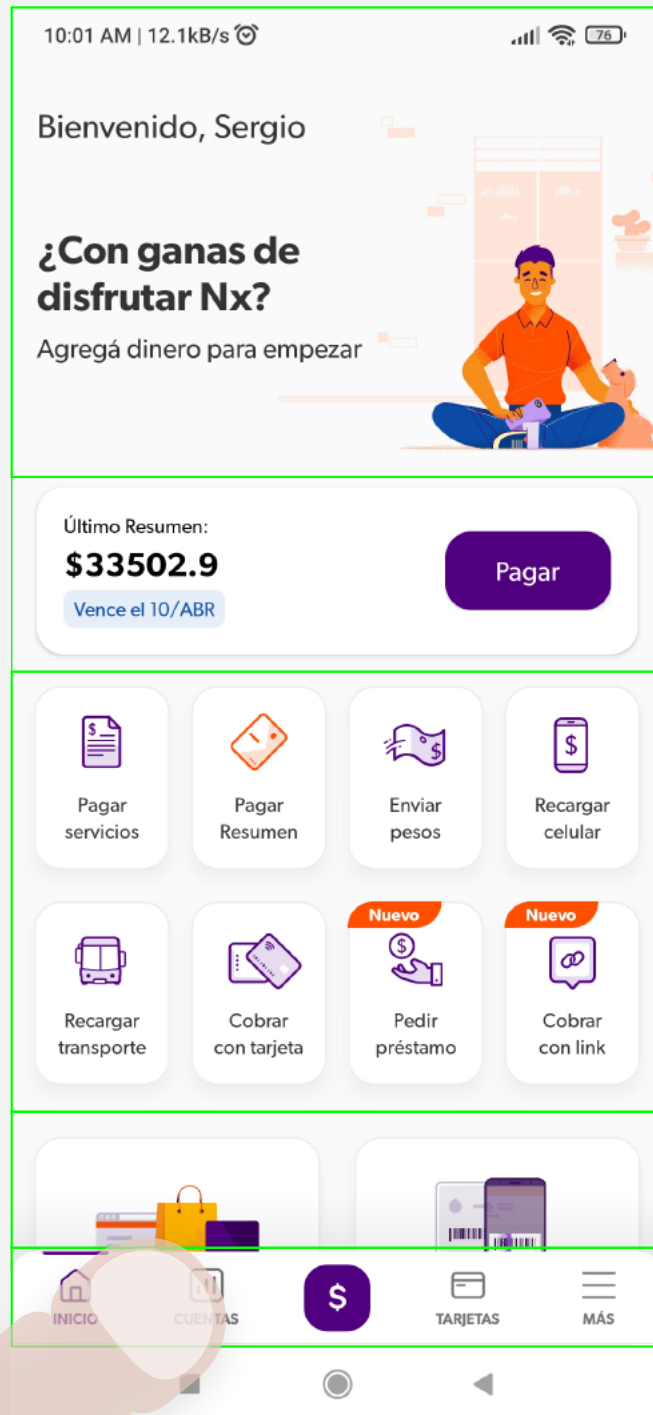 10:01 AM | 12.1kB/s
76
Bienvenido, Sergio
¿Con ganas de
disfrutar Nx?
Agregá dinero para empezar
Último Resumen:
$33502.9
Vence el 10/ABR
Pagar
Pagar
servicios
Pagar
Resumen
Enviar
pesos
Recargar
celular
Recargar
transporte
Cobrar
con tarjeta
Nuevo
Pedir
préstamo
Nuevo
Cobrar
con link
INICIO
CUENTAS
$
TARJETAS
MÁS